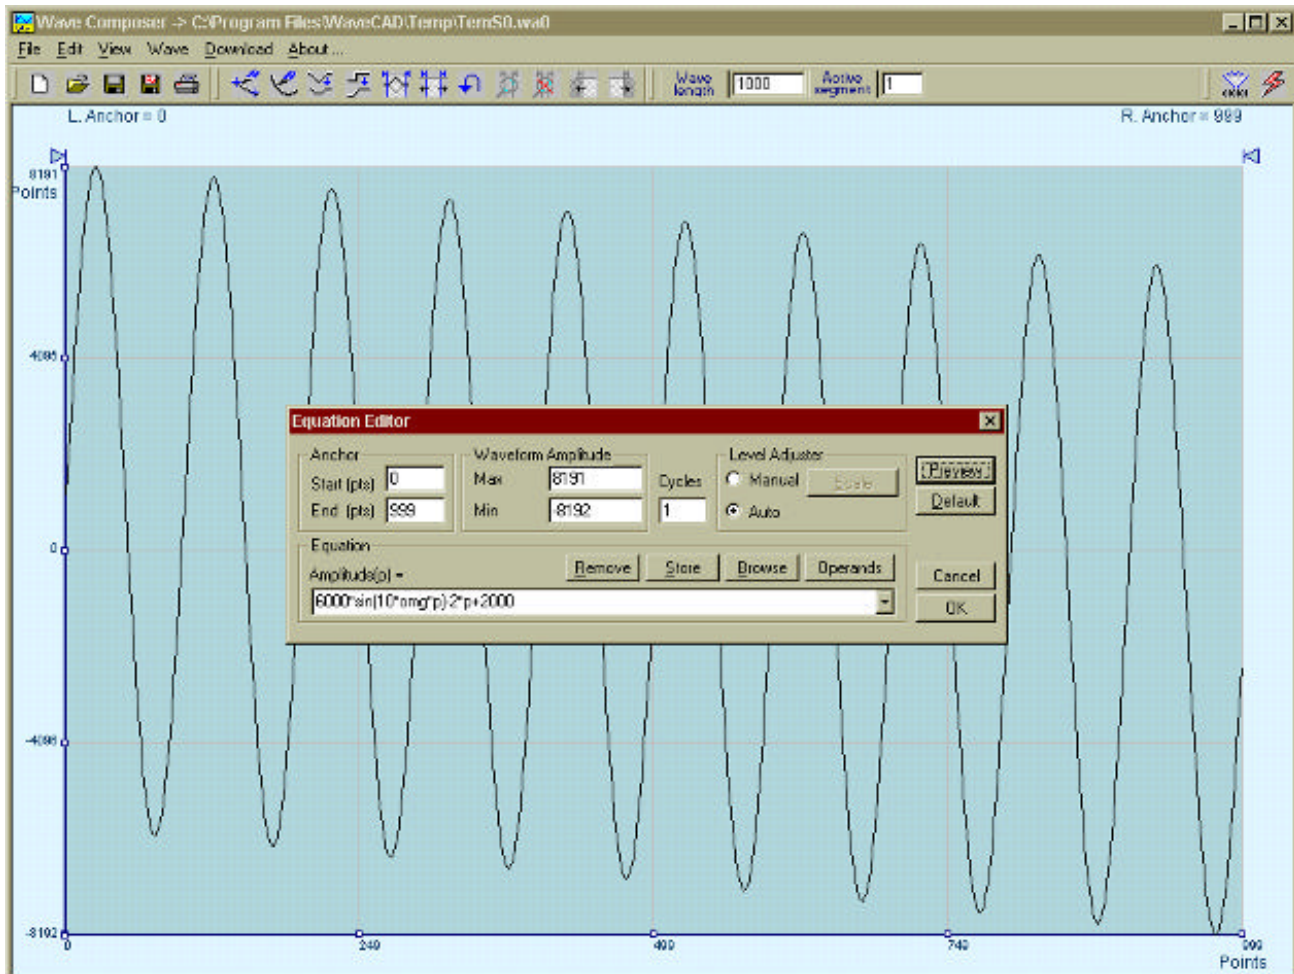 Wave Composer -> C:\Program Files\WaveCAD\Temp\TemS0.wa0
File Edit View Wave Download About...
Wave length 1000 Active segment 1
L. Anchor = 0 R. Anchor = 999
8191
Points
4095
0
-4096
-8192
0 249 499 749 999
Points
Equation Editor
Anchor Waveform Amplitude Level Adjuster
Start (pts) 0 Max 8191 Cycles Manual Scale Preview
End (pts) 999 Min -8192 1 Auto Default
Equation
Amplitude(p) = Remove Store Browse Operands Cancel
6000*sin(10*omg*p)-2*p+2000 OK